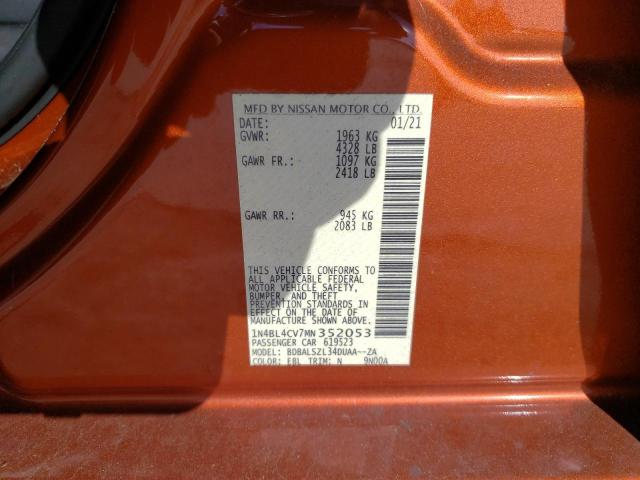 MFD BY NISSAN MOTOR CO., LTD.
DATE: 01/21
GVWR: 1963 KG
4328 LB
GAWR FR.: 1097 KG
2418 LB
GAWR RR.: 945 KG
2083 LB
THIS VEHICLE CONFORMS TO
ALL APPLICABLE FEDERAL
MOTOR VEHICLE SAFETY,
BUMPER, AND THEFT
PREVENTION STANDARDS IN
EFFECT ON THE DATE OF
MANUFACTURE SHOWN ABOVE.
1N4BL4CV7MN352053
PASSENGER CAR 619523
MODEL: BDBALSZL34DUAA--ZA
COLOR: EBL TRIM: N 9N00A